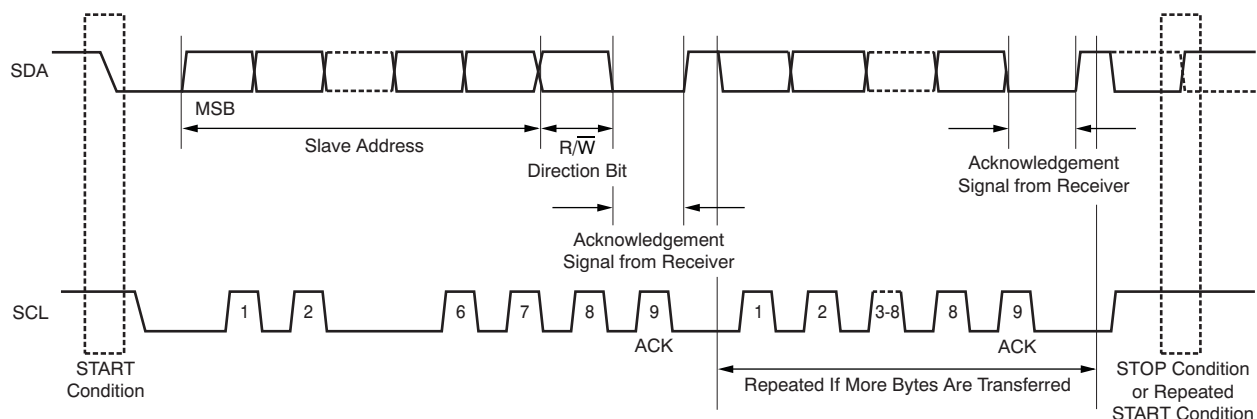 SDA
MSB
Slave Address
R/W̅
Direction Bit
Acknowledgement
Signal from Receiver
Acknowledgement
Signal from Receiver
SCL
1
2
6
7
8
9
ACK
1
2
3-8
8
9
ACK
START
Condition
Repeated If More Bytes Are Transferred
STOP Condition
or Repeated
START Condition